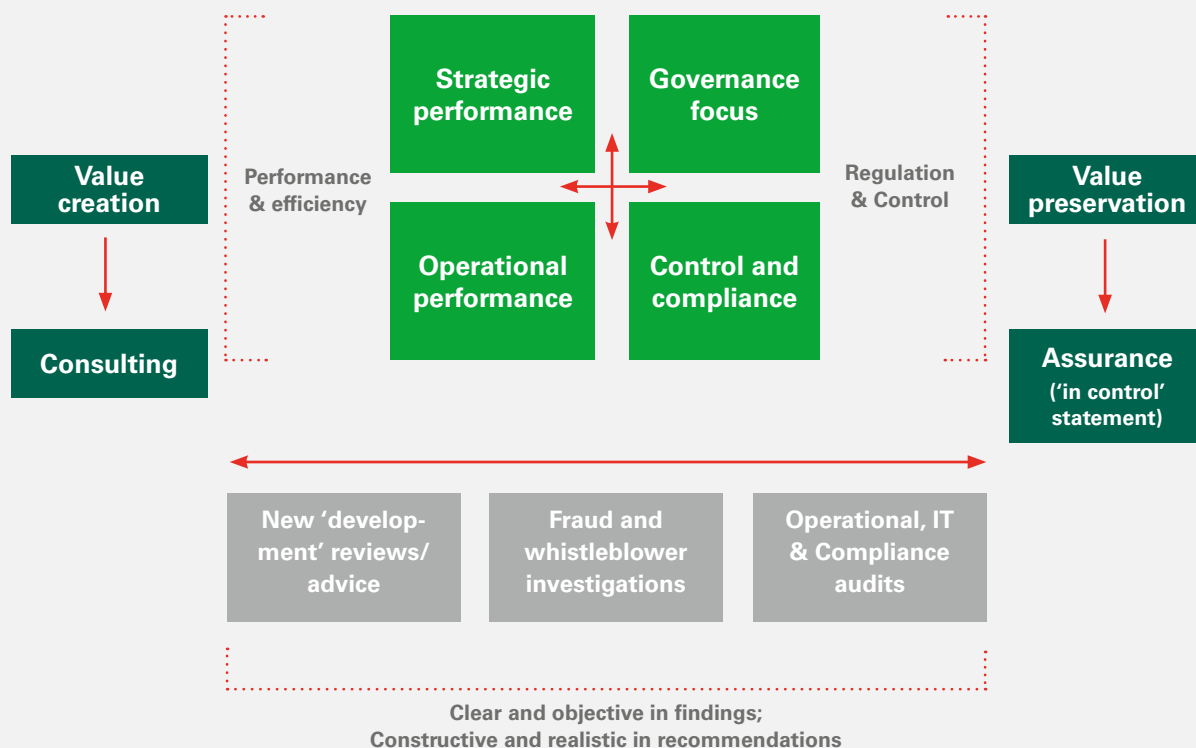 Strategic
performance
Governance
focus
Value
creation
Performance
& efficiency
Regulation
& Control
Value
preservation
Operational
performance
Control and
compliance
Consulting
Assurance
(‘in control’
statement)
New ‘develop-
ment’ reviews/
advice
Fraud and
whistleblower
investigations
Operational, IT
& Compliance
audits
Clear and objective in findings;
Constructive and realistic in recommendations